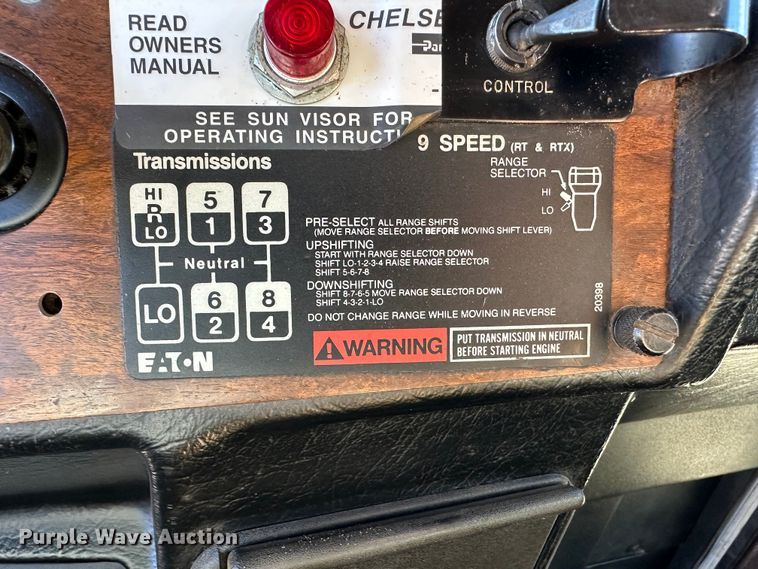 READ
OWNERS
MANUAL
CHELSE
CONTROL
SEE SUN VISOR FOR
OPERATING INSTRUCTI
9 SPEED (RT & RTX)
Transmissions
RANGE
SELECTOR
HI
LO
HI
R
LO
5
1
7
3
Neutral
LO
6
2
8
4
PRE-SELECT ALL RANGE SHIFTS
(MOVE RANGE SELECTOR BEFORE MOVING SHIFT LEVER)
UPSHIFTING
START WITH RANGE SELECTOR DOWN
SHIFT LO-1-2-3-4 RAISE RANGE SELECTOR
SHIFT 5-6-7-8
DOWNSHIFTING
SHIFT 8-7-6-5 MOVE RANGE SELECTOR DOWN
SHIFT 4-3-2-1-LO
DO NOT CHANGE RANGE WHILE MOVING IN REVERSE
20398
WARNING
PUT TRANSMISSION IN NEUTRAL
BEFORE STARTING ENGINE
EATON
Purple Wave Auction